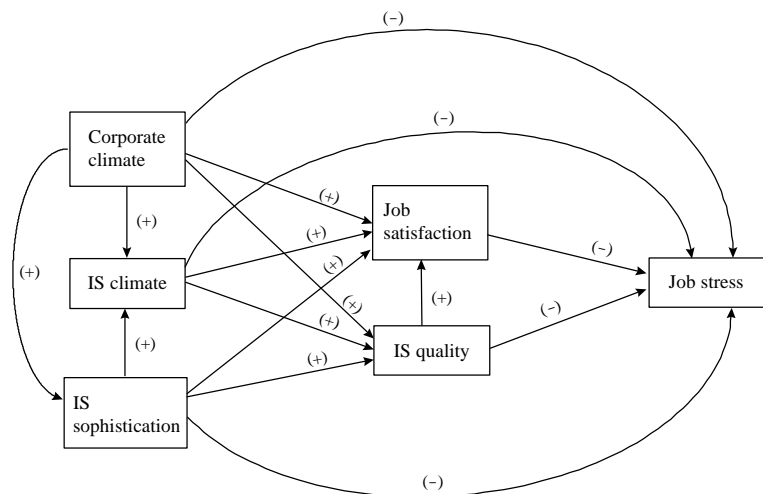 (−)
Corporate
climate
(−)
(+)
(+)
Job
satisfaction
(+)
(+)
(−)
(+)
IS climate
Job stress
(+)
(+)
(+)
(−)
(+)
(+)
IS quality
IS
sophistication
(−)